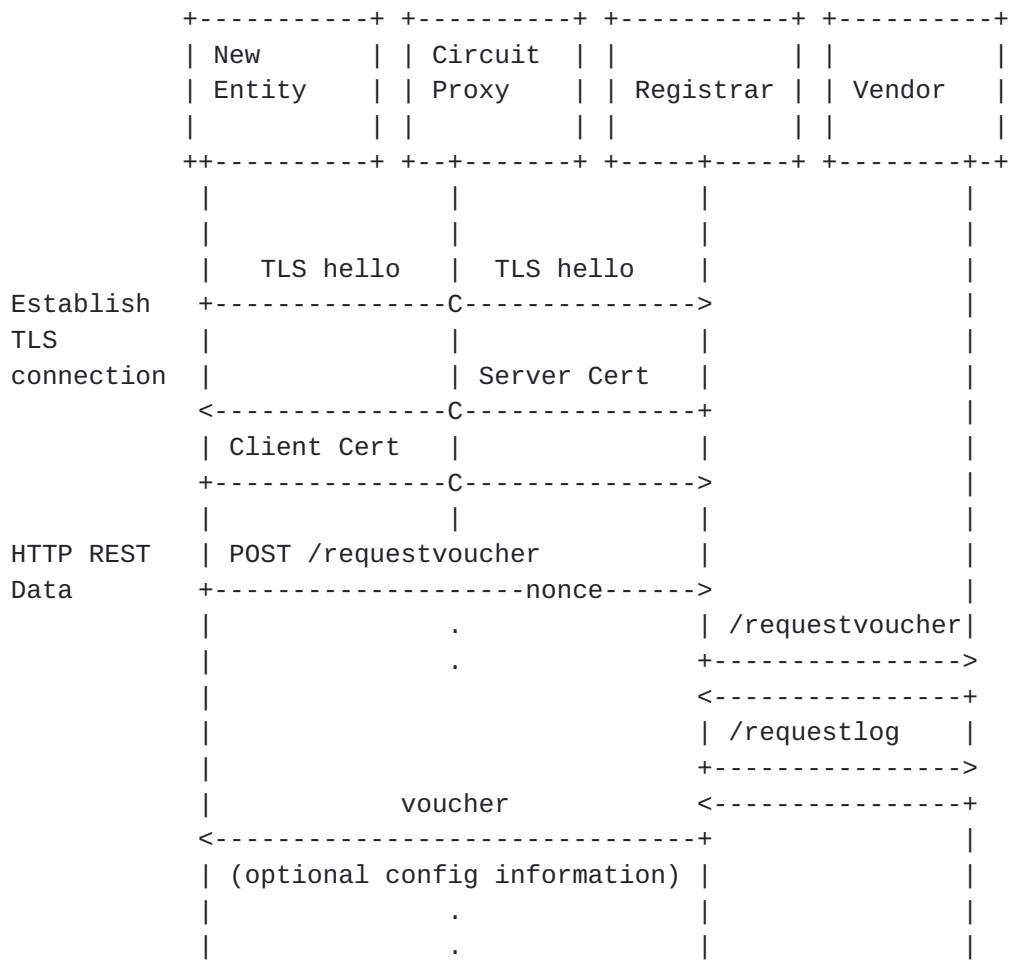 +-----------+ +----------+ +-----------+ +----------+
| New       | | Circuit  | |           | |          |
| Entity    | | Proxy    | | Registrar | | Vendor   |
|           | |          | |           | |          |
++----------+ +--+-------+ +-----+-----+ +--------+-+
 |               |               |                |
 |               |               |                |
 |   TLS hello   |  TLS hello    |                |
Establish   +---------------C--------------->                |
TLS         |               |               |                |
connection  |               | Server Cert   |                |
<---------------C---------------+                |
| Client Cert   |               |                |
+---------------C--------------->                |
|               |               |                |
HTTP REST   | POST /requestvoucher          |                |
Data        +--------------------nonce------>                |
|               .               | /requestvoucher|
|               .               +---------------->
|                               <----------------+
|                               | /requestlog    |
|                               +---------------->
|            voucher            <----------------+
<-------------------------------+                |
| (optional config information) |                |
|               .               |                |
|               .               |                |